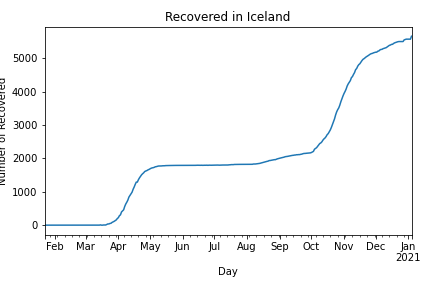 Recovered in Iceland
Number of Recovered
5000
4000
3000
2000
1000
0
Feb Mar Apr May Jun Jul Aug Sep Oct Nov Dec Jan
2021
Day